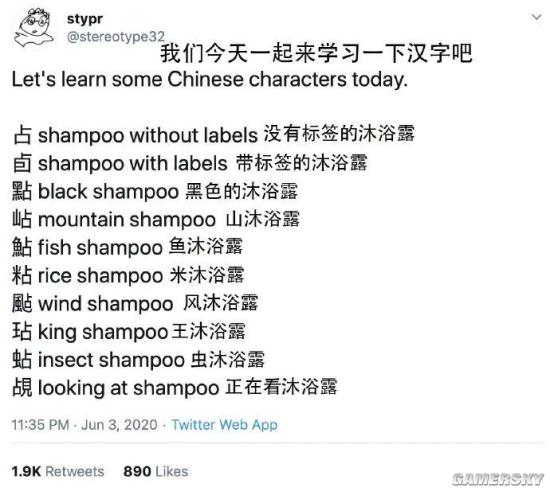 stypr
@stereotype32
我们今天一起来学习一下汉字吧
Let's learn some Chinese characters today.
占 shampoo without labels 没有标签的沐浴露
卣 shampoo with labels 带标签的沐浴露
點 black shampoo 黑色的沐浴露
岾 mountain shampoo 山沐浴露
鮎 fish shampoo 鱼沐浴露
粘 rice shampoo 米沐浴露
颭 wind shampoo 风沐浴露
玷 king shampoo 王沐浴露
蛅 insect shampoo 虫沐浴露
覘 looking at shampoo 正在看沐浴露
11:35 PM · Jun 3, 2020 · Twitter Web App
1.9K Retweets 890 Likes
GAMERSKY